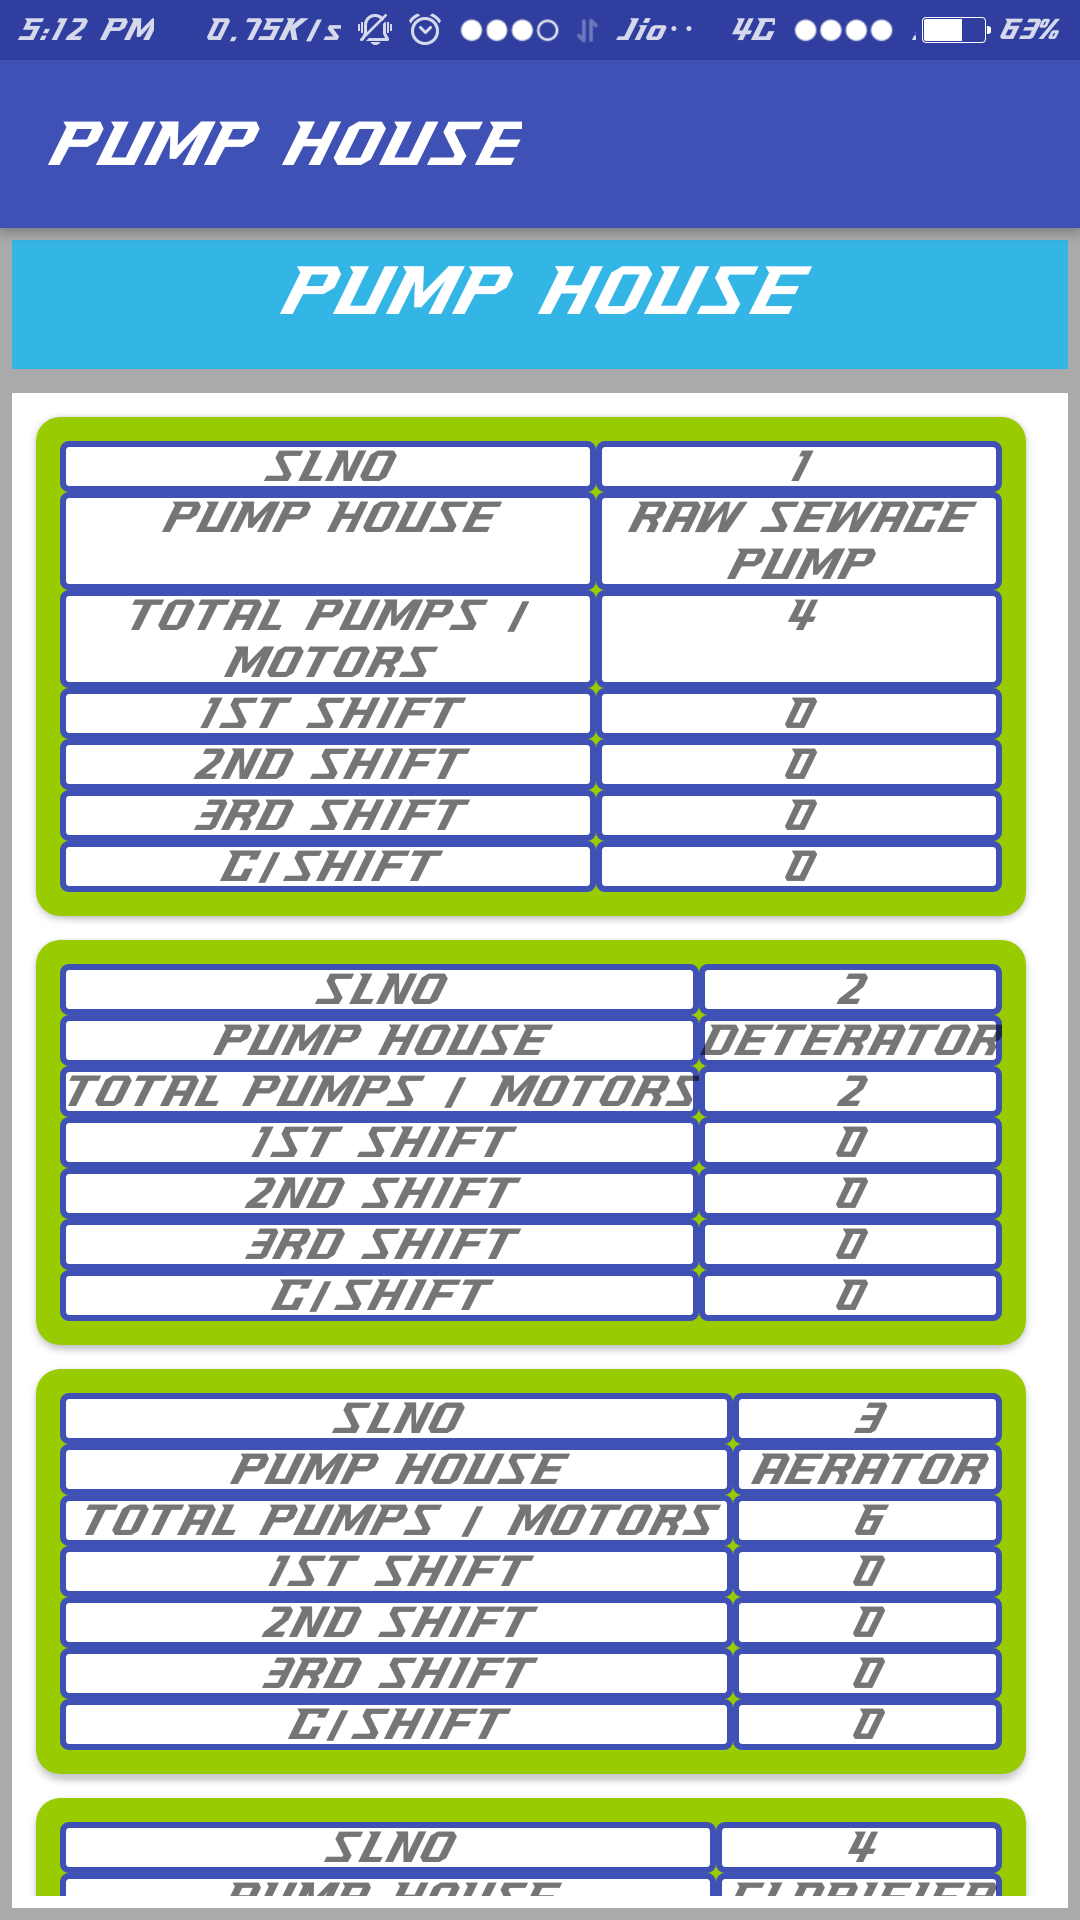 5:12 PM 0.75K/s Jio 4G 63%
PUMP HOUSE
PUMP HOUSE
SLNO 1
PUMP HOUSE RAW SEWAGE
PUMP
TOTAL PUMPS / 4
MOTORS
1ST SHIFT 0
2ND SHIFT 0
3RD SHIFT 0
G/SHIFT 0
SLNO 2
PUMP HOUSE DETERATOR
TOTAL PUMPS / MOTORS 2
1ST SHIFT 0
2ND SHIFT 0
3RD SHIFT 0
G/SHIFT 0
SLNO 3
PUMP HOUSE AERATOR
TOTAL PUMPS / MOTORS 6
1ST SHIFT 0
2ND SHIFT 0
3RD SHIFT 0
G/SHIFT 0
SLNO 4
PUMP HOUSE